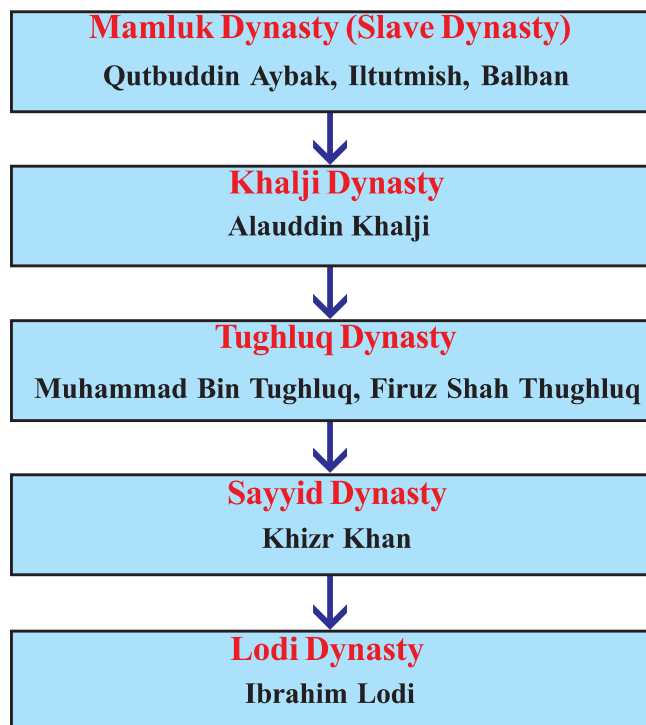 Mamluk Dynasty (Slave Dynasty)
Qutbuddin Aybak, Iltutmish, Balban
Khalji Dynasty
Alauddin Khalji
Tughluq Dynasty
Muhammad Bin Tughluq, Firuz Shah Thughluq
Sayyid Dynasty
Khizr Khan
Lodi Dynasty
Ibrahim Lodi